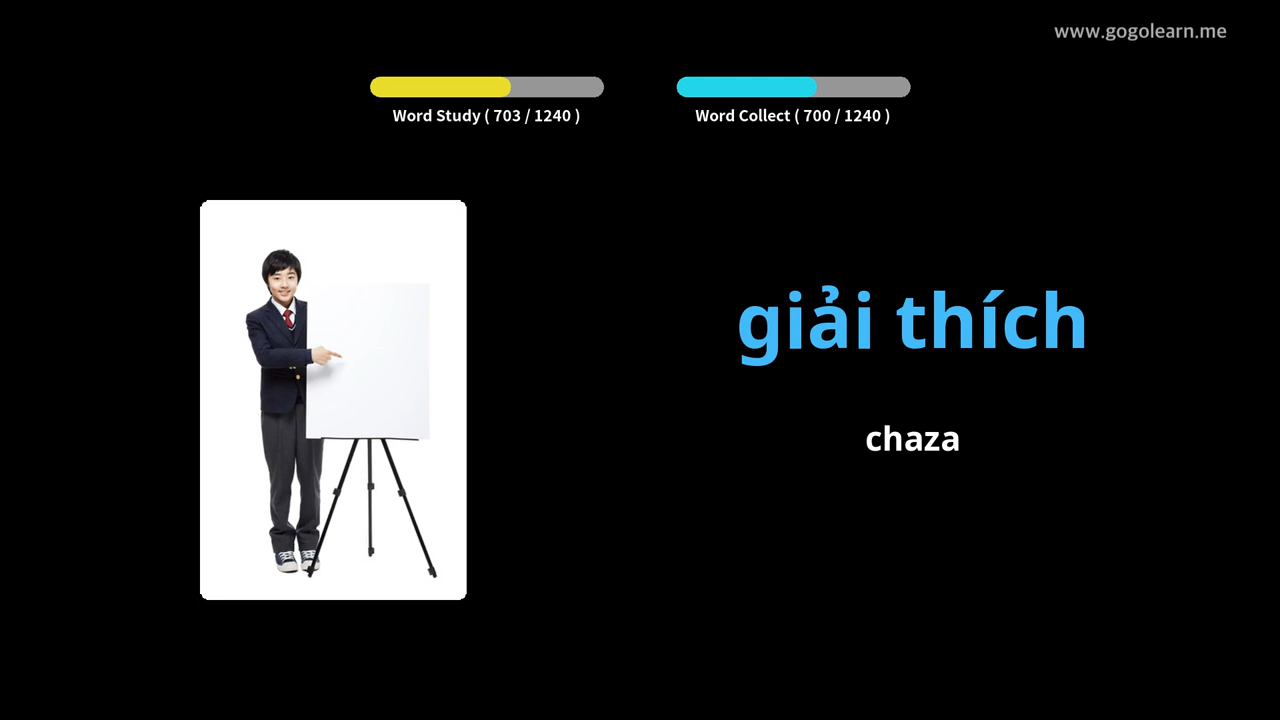 www.gogolearn.me
Word Study ( 703 / 1240 )
Word Collect ( 700 / 1240 )
giải thích
chaza